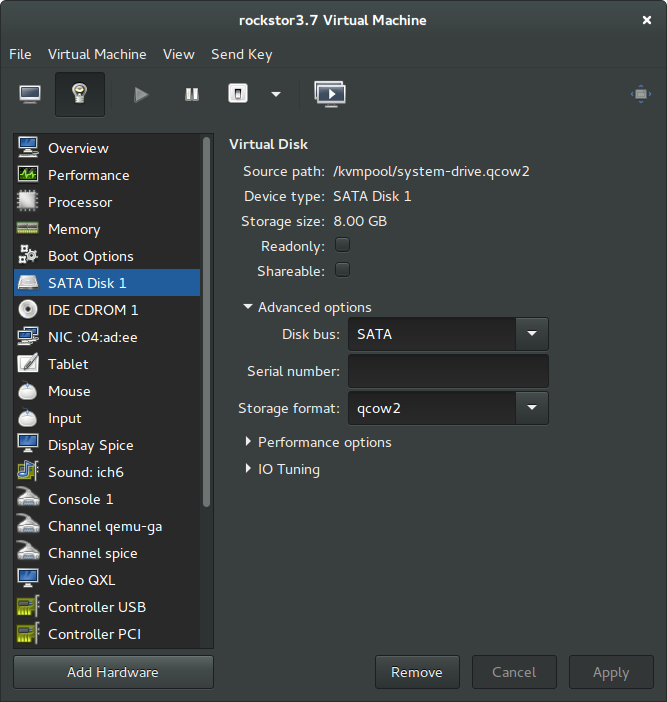 rockstor3.7 Virtual Machine
File Virtual Machine View Send Key
Overview
Performance
Processor
Memory
Boot Options
SATA Disk 1
IDE CDROM 1
NIC :04:ad:ee
Tablet
Mouse
Input
Display Spice
Sound: ich6
Console 1
Channel qemu-ga
Channel spice
Video QXL
Controller USB
Controller PCI
Add Hardware
Virtual Disk
Source path: /kvmpool/system-drive.qcow2
Device type: SATA Disk 1
Storage size: 8.00 GB
Readonly:
Shareable:
Advanced options
Disk bus: SATA
Serial number:
Storage format: qcow2
Performance options
IO Tuning
Remove Cancel Apply